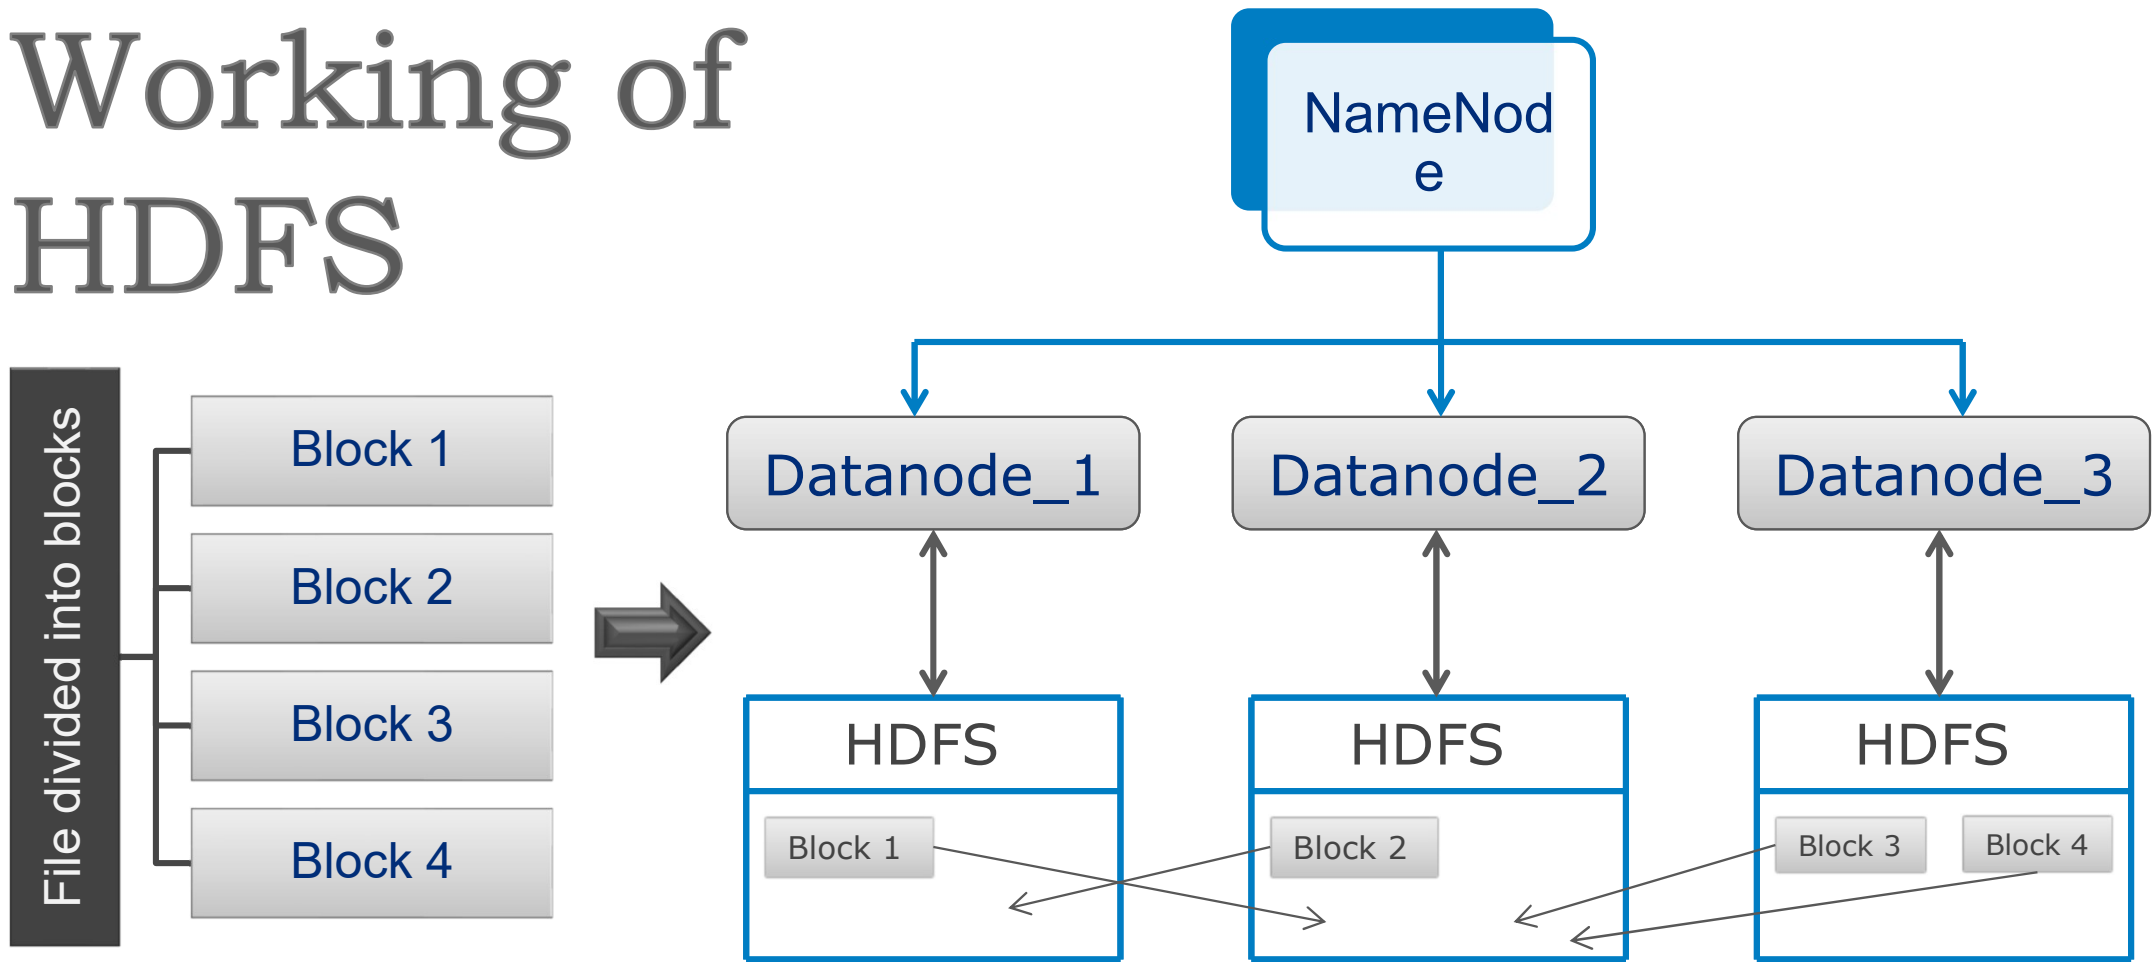 Working of
HDFS
NameNod
e
File divided into blocks
Block 1
Block 2
Block 3
Block 4
Datanode_1
Datanode_2
Datanode_3
HDFS
HDFS
HDFS
Block 1
Block 2
Block 3
Block 4